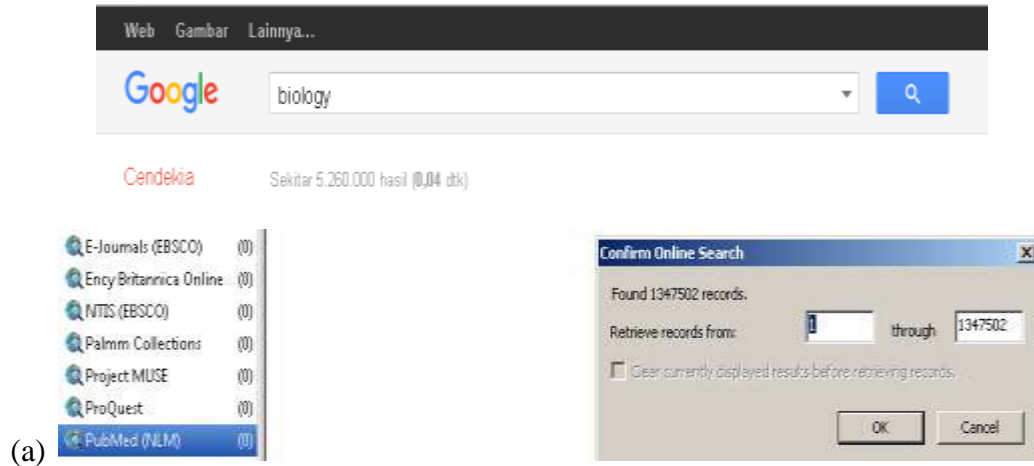 Web Gambar Lainnya...
Google
biology
Cendekia Sekitar 5.260.000 hasil (0,04 dtk)
E-Journals (EBSCO) (0)
Ency Britannica Online (0)
NTIS (EBSCO) (0)
Palmm Collections (0)
Project MUSE (0)
ProQuest (0)
PubMed (NLM) (0)
Confirm Online Search
Found 1347502 records.
Retrieve records from: 1 through 1347502
Clear currently displayed results before retrieving records.
OK Cancel
(a)